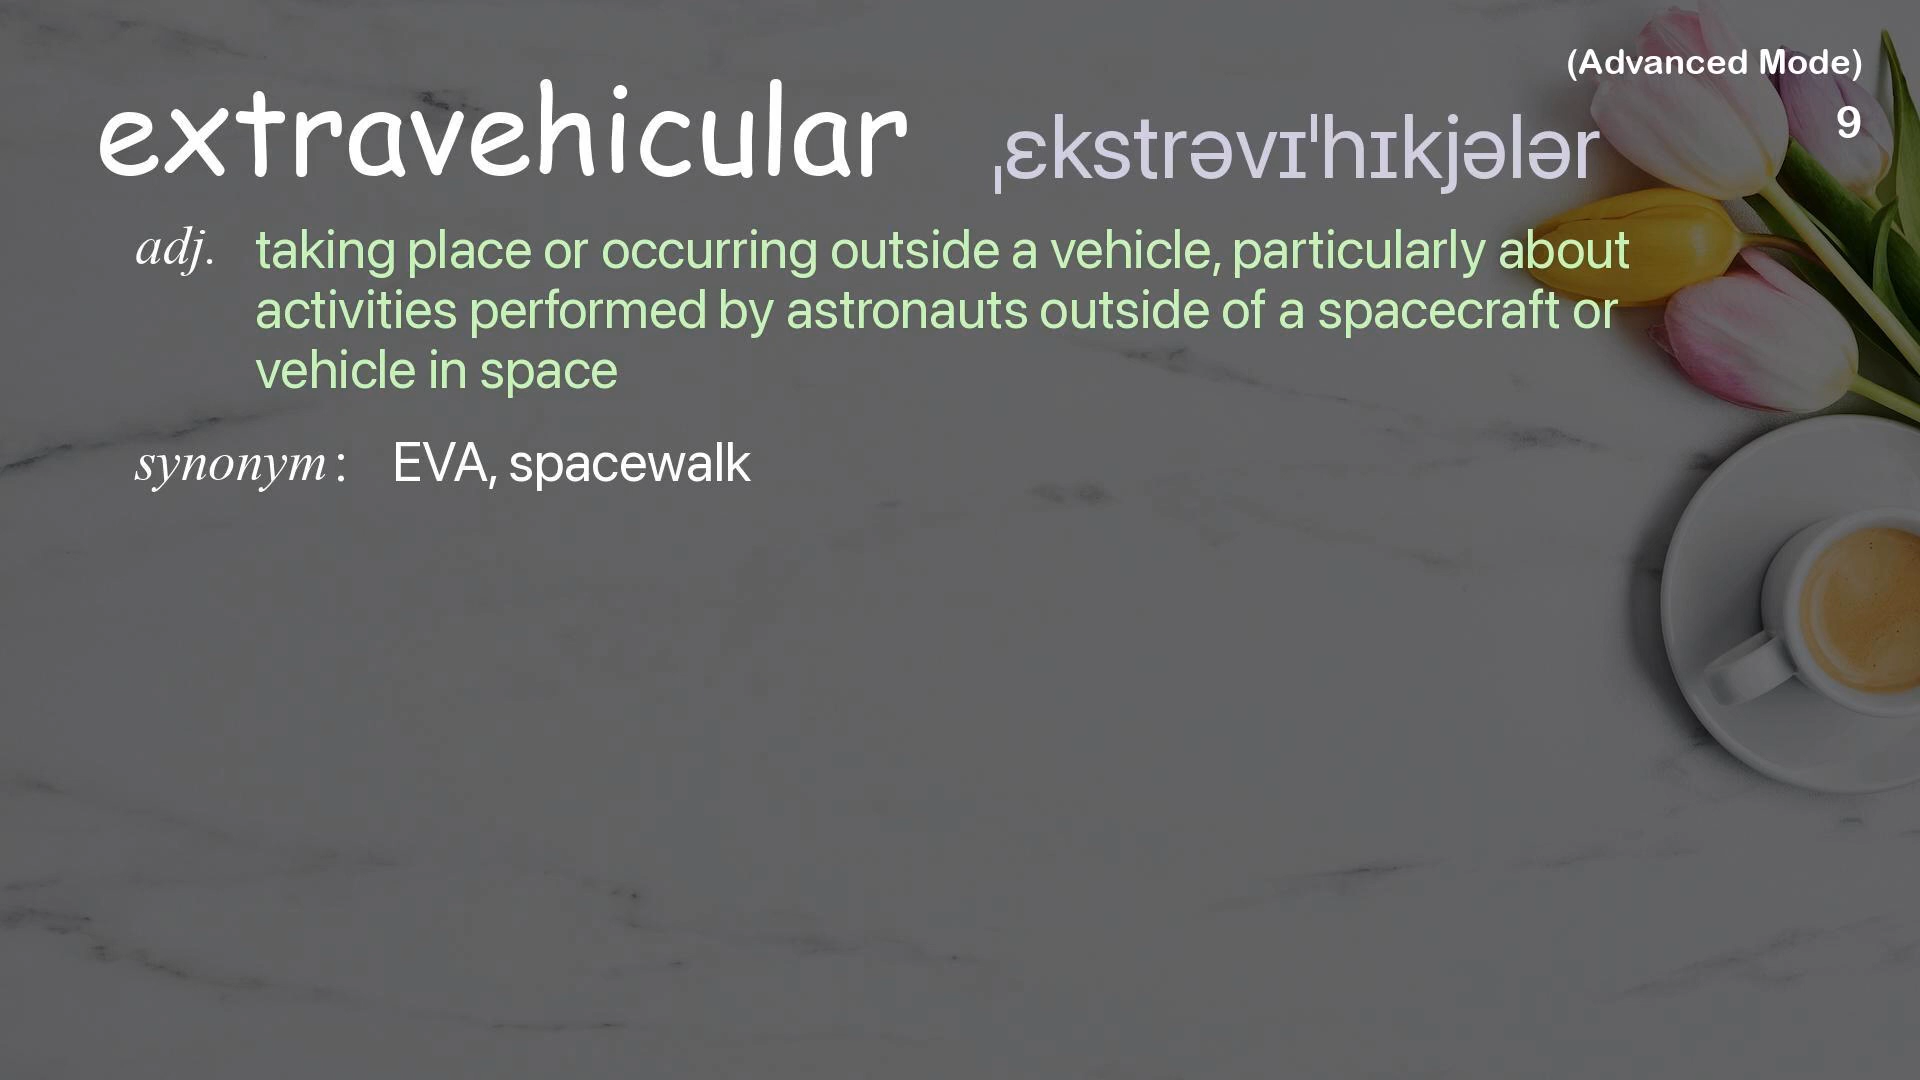 (Advanced Mode)
9
extravehicular ˌɛkstrəvɪˈhɪkjələr
adj. taking place or occurring outside a vehicle, particularly about
activities performed by astronauts outside of a spacecraft or
vehicle in space
synonym: EVA, spacewalk